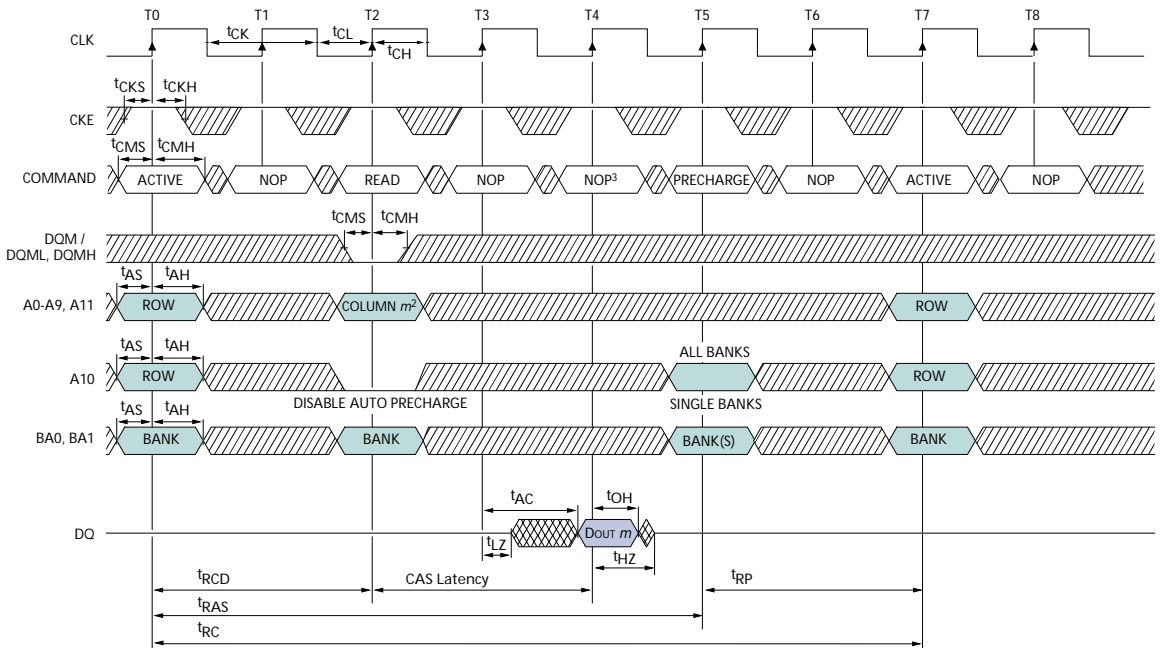 T0 T1 T2 T3 T4 T5 T6 T7 T8
CLK tCK tCL tCH
tCKS tCKH
CKE
tCMS tCMH
COMMAND ACTIVE NOP READ NOP NOP3 PRECHARGE NOP ACTIVE NOP
tCMS tCMH
DQM /
DQML, DQMH
tAS tAH
A0-A9, A11 ROW COLUMN m2 ROW
tAS tAH ALL BANKS
A10 ROW ROW
DISABLE AUTO PRECHARGE SINGLE BANKS
tAS tAH
BA0, BA1 BANK BANK BANK(S) BANK
tAC tOH
DQ DOUT m
tLZ tHZ
tRCD CAS Latency tRP
tRAS
tRC